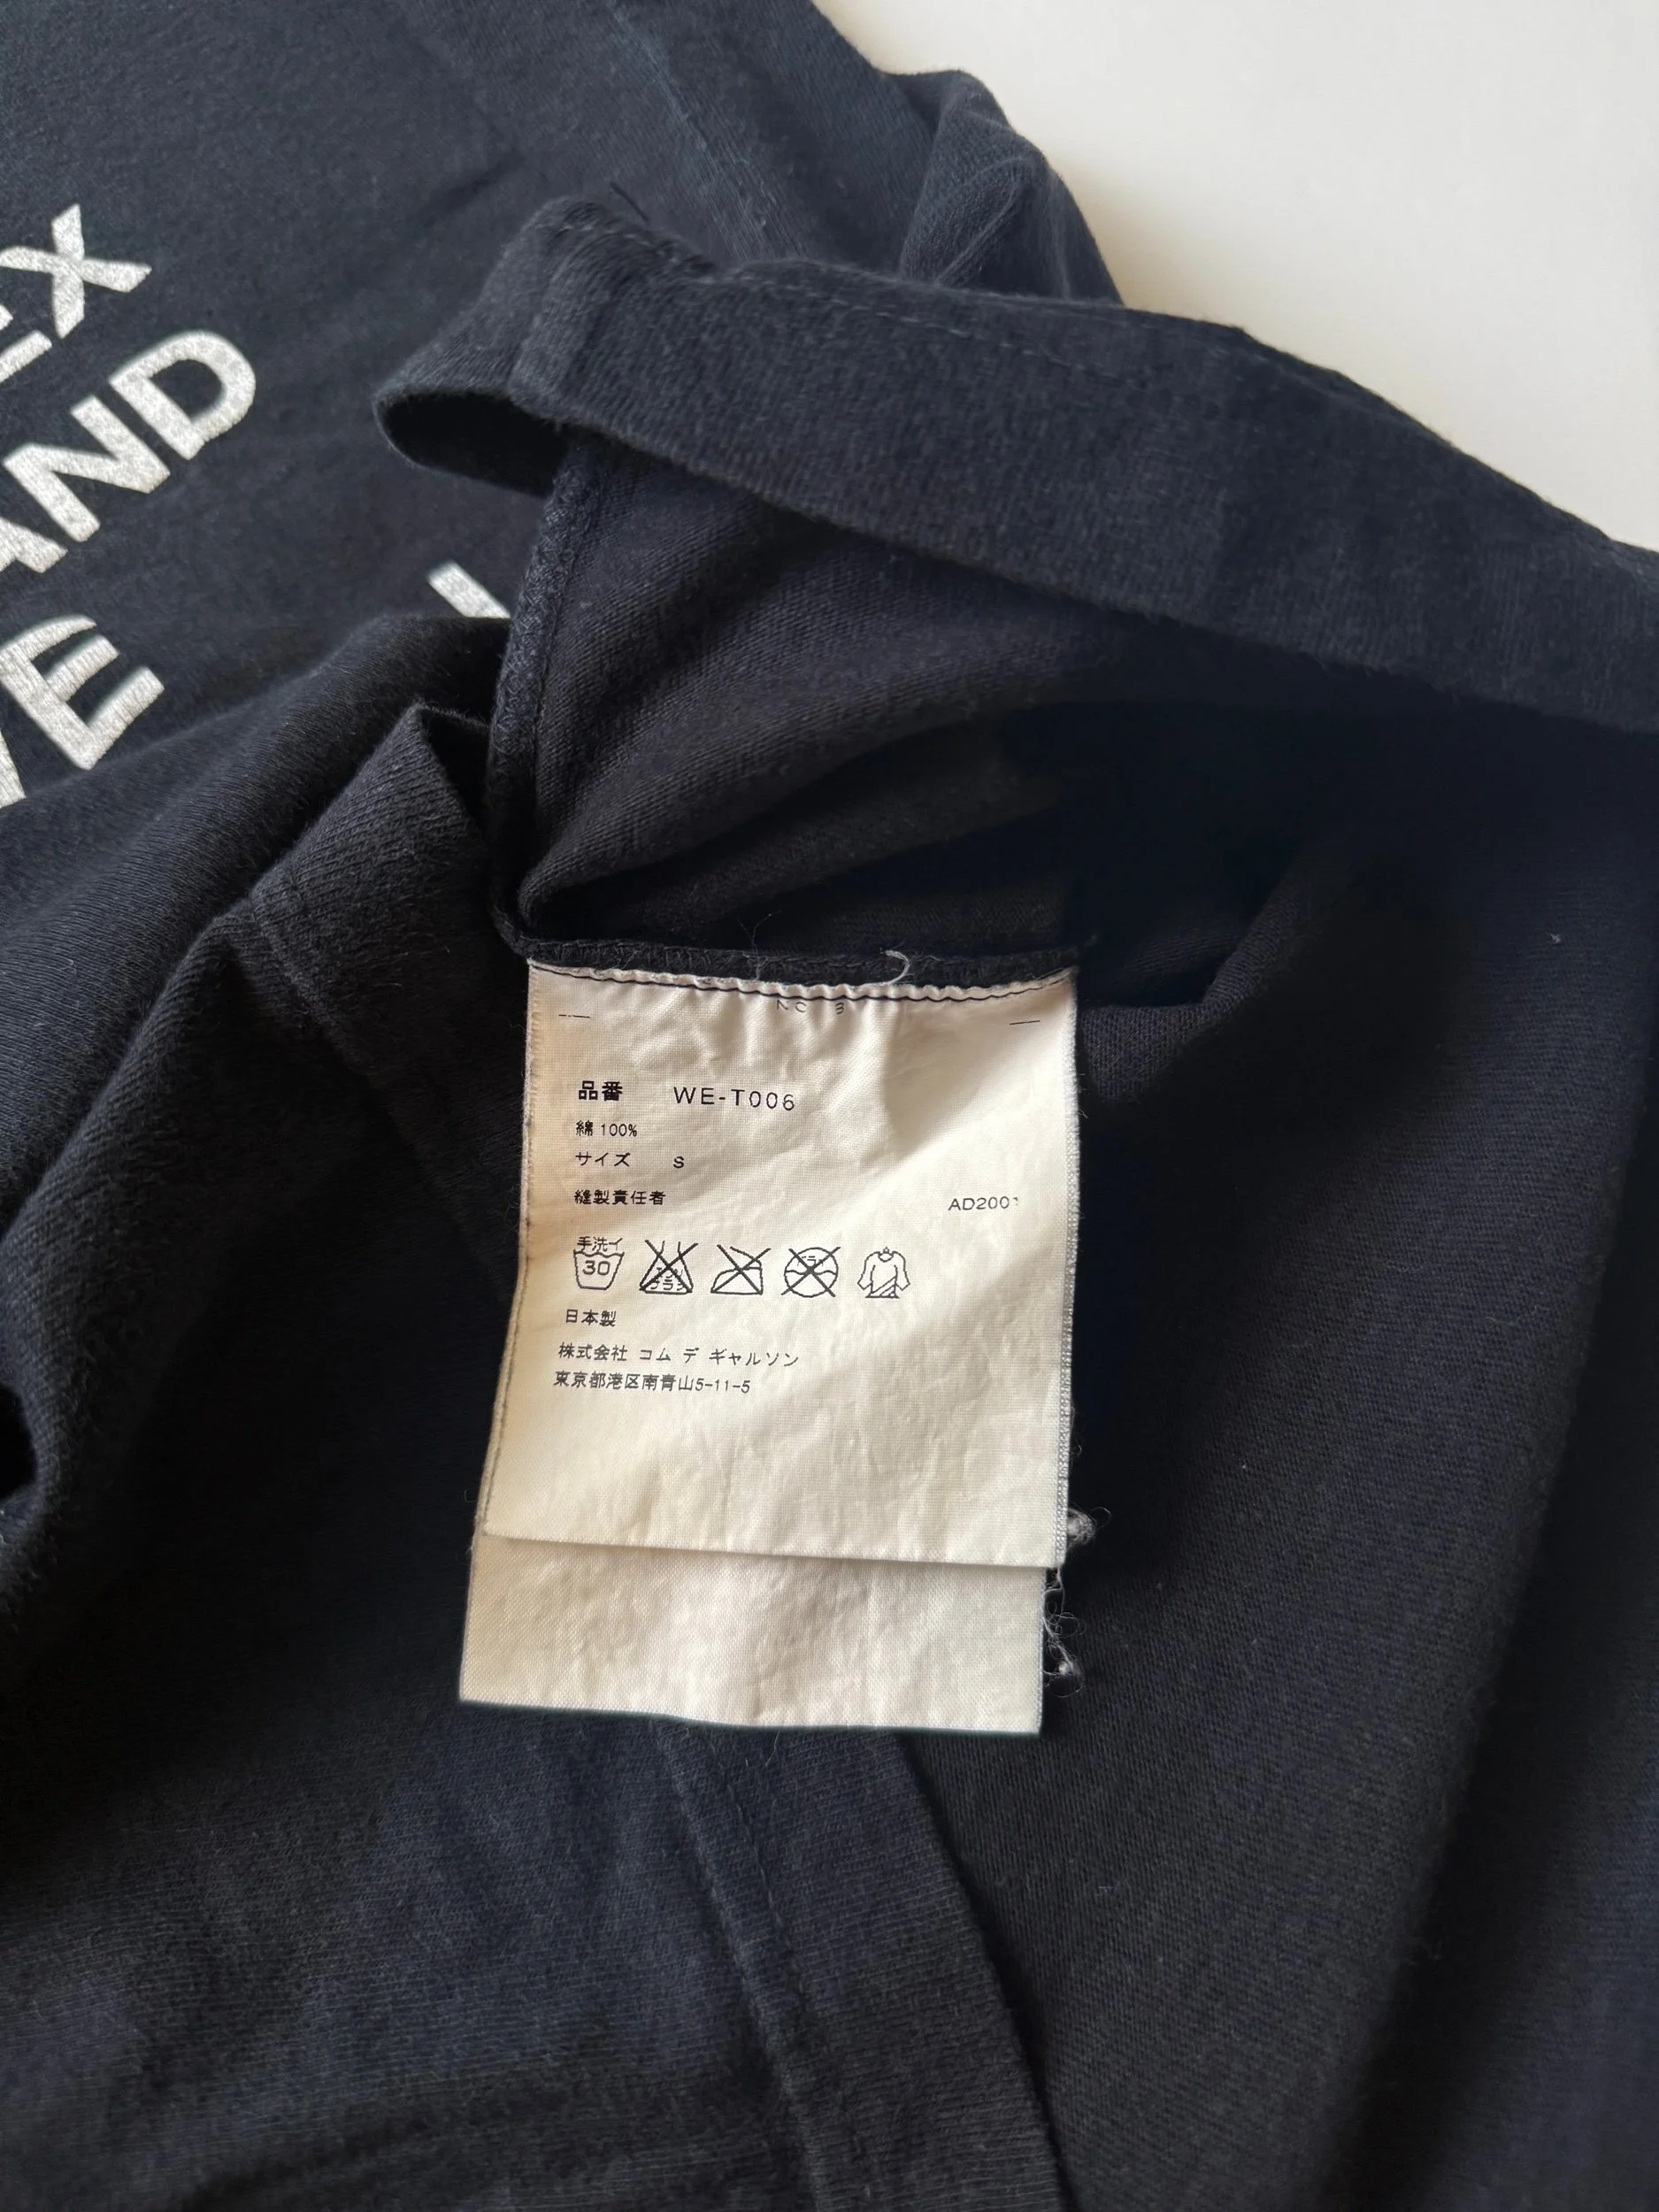 EX
AND
VE
品番 WE-T006
綿 100%
サイズ S
縫製責任者 AD2001
手洗イ
30
日本製
株式会社 コム デ ギャルソン
東京都港区南青山5-11-5